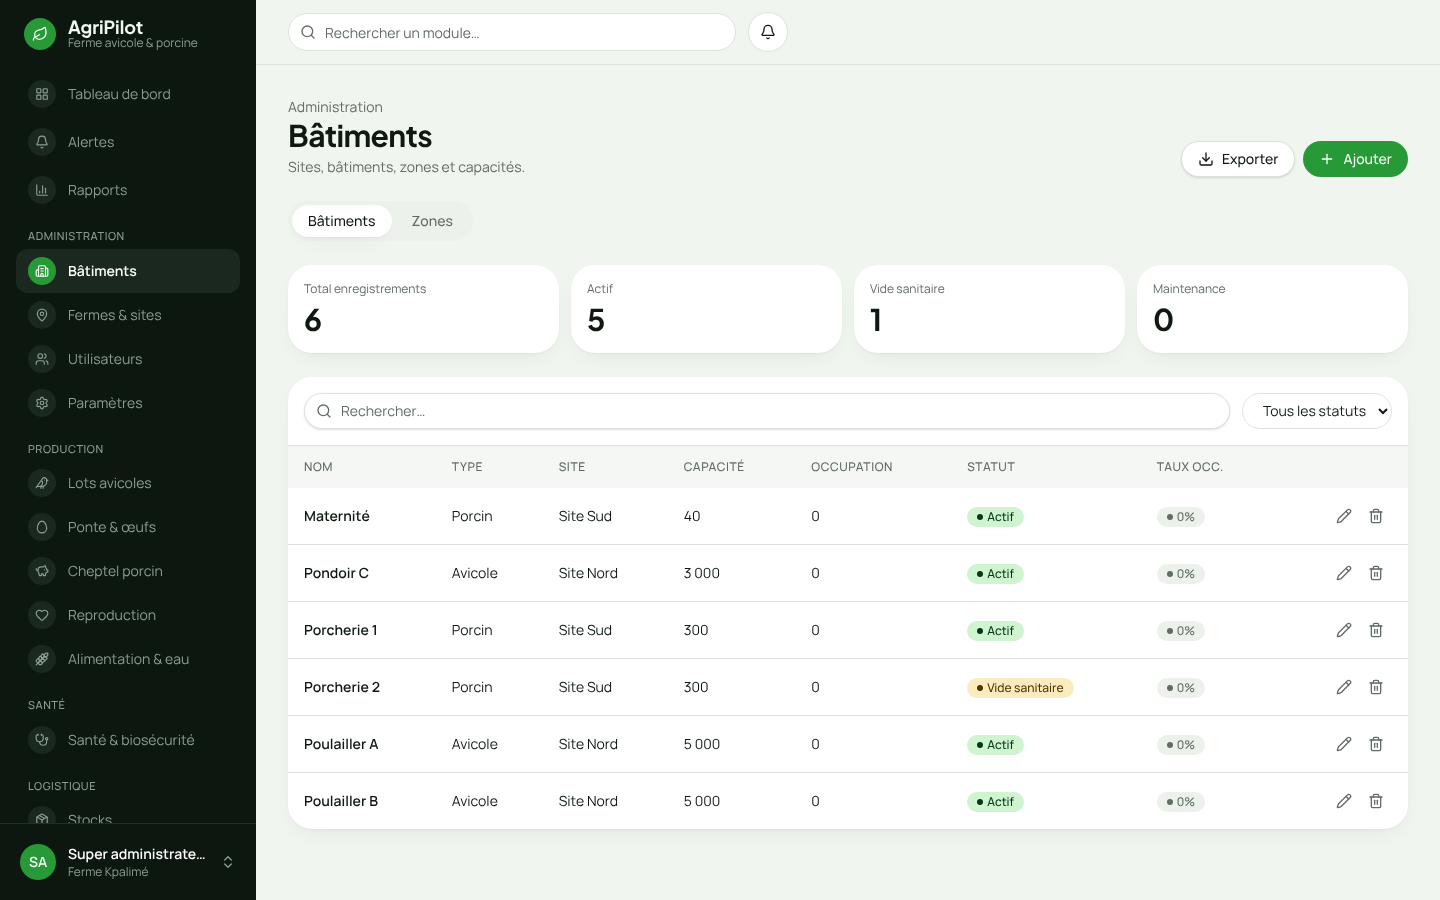 AgriPilot
Ferme avicole & porcine
Tableau de bord
Alertes
Rapports
ADMINISTRATION
Bâtiments
Fermes & sites
Utilisateurs
Paramètres
PRODUCTION
Lots avicoles
Ponte & œufs
Cheptel porcin
Reproduction
Alimentation & eau
SANTÉ
Santé & biosécurité
LOGISTIQUE
Stocks
SA
Super administrate...
Ferme Kpalimé
Rechercher un module...
Administration
Bâtiments
Sites, bâtiments, zones et capacités.
Exporter
Ajouter
Bâtiments Zones
Total enregistrements
6
Actif
5
Vide sanitaire
1
Maintenance
0
Rechercher...
Tous les statuts
NOM TYPE SITE CAPACITÉ OCCUPATION STATUT TAUX OCC.
Maternité Porcin Site Sud 40 0 Actif 0%
Pondoir C Avicole Site Nord 3 000 0 Actif 0%
Porcherie 1 Porcin Site Sud 300 0 Actif 0%
Porcherie 2 Porcin Site Sud 300 0 Vide sanitaire 0%
Poulailler A Avicole Site Nord 5 000 0 Actif 0%
Poulailler B Avicole Site Nord 5 000 0 Actif 0%